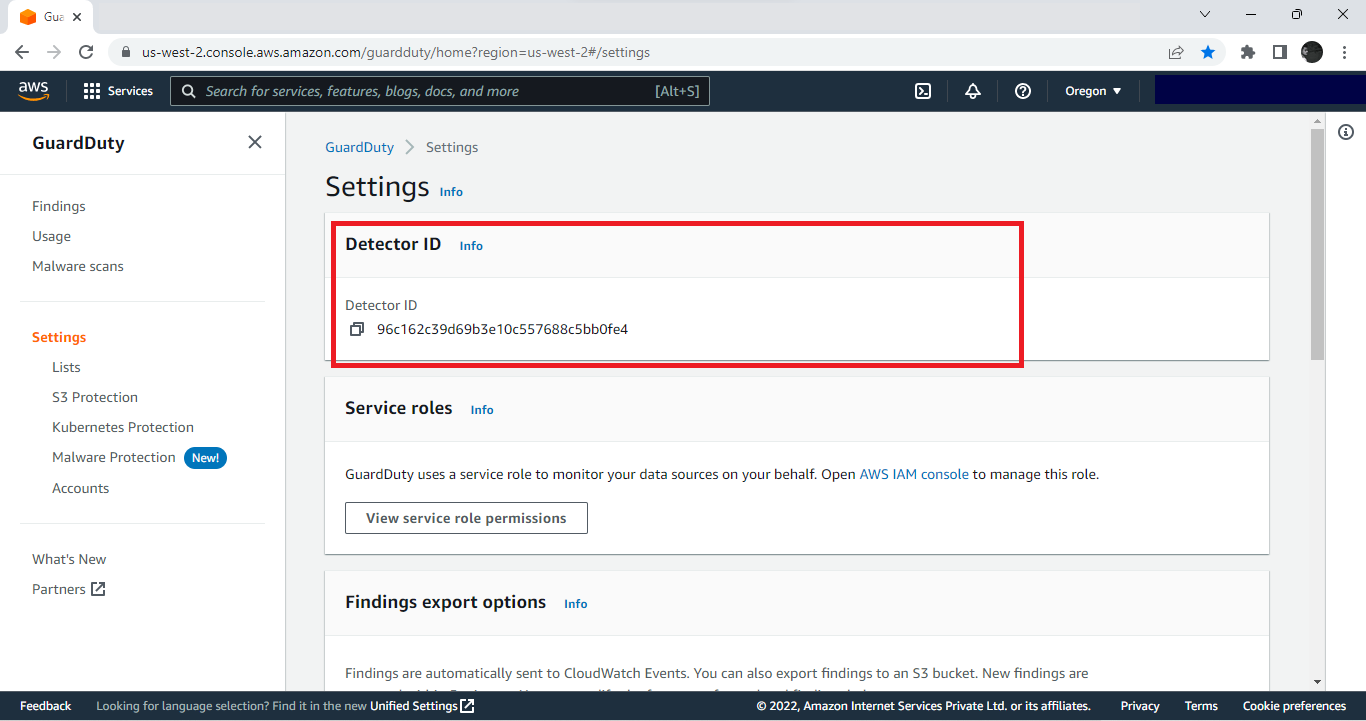 Gua
us-west-2.console.aws.amazon.com/guardduty/home?region=us-west-2#/settings
aws
Services
Search for services, features, blogs, docs, and more
[Alt+S]
Oregon
GuardDuty
Findings
Usage
Malware scans
Settings
Lists
S3 Protection
Kubernetes Protection
Malware Protection New!
Accounts
What's New
Partners
GuardDuty > Settings
Settings Info
Detector ID Info
Detector ID
96c162c39d69b3e10c557688c5bb0fe4
Service roles Info
GuardDuty uses a service role to monitor your data sources on your behalf. Open AWS IAM console to manage this role.
View service role permissions
Findings export options Info
Findings are automatically sent to CloudWatch Events. You can also export findings to an S3 bucket. New findings are
Feedback
Looking for language selection? Find it in the new Unified Settings
© 2022, Amazon Internet Services Private Ltd. or its affiliates.
Privacy
Terms
Cookie preferences